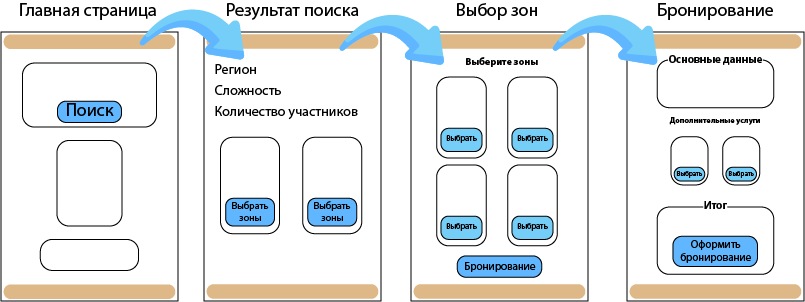 Главная страница
Результат поиска
Выбор зон
Бронирование
Поиск
Регион
Сложность
Количество участников
Выбрать
зоны
Выбрать
зоны
Выберите зоны
Выбрать
Выбрать
Выбрать
Выбрать
Бронирование
Основные данные
Дополнительные услуги
Выбрать
Выбрать
Итог
Оформить
бронирование